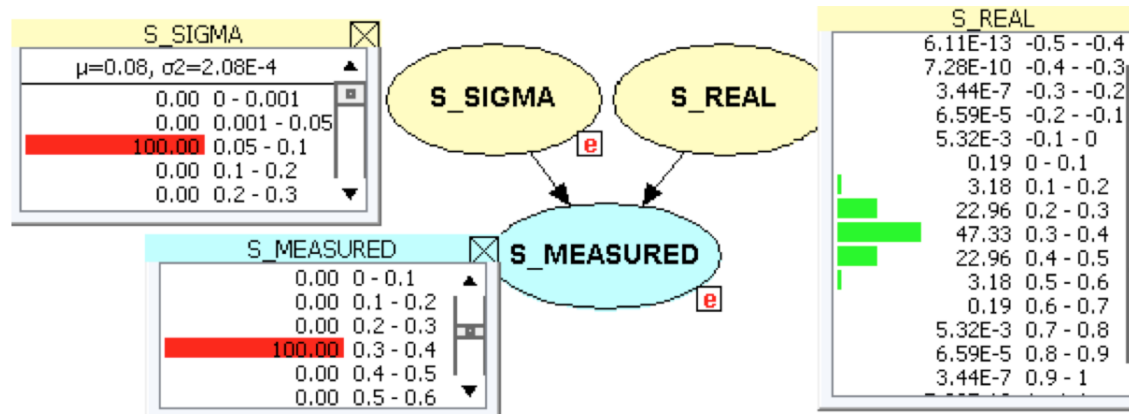 S_SIGMA
μ=0.08, σ2=2.08E-4
0.00 0 - 0.001
0.00 0.001 - 0.05
100.00 0.05 - 0.1
0.00 0.1 - 0.2
0.00 0.2 - 0.3
S_SIGMA
e
S_REAL
S_MEASURED
e
S_MEASURED
0.00 0 - 0.1
0.00 0.1 - 0.2
0.00 0.2 - 0.3
100.00 0.3 - 0.4
0.00 0.4 - 0.5
0.00 0.5 - 0.6
S_REAL
6.11E-13 -0.5 - -0.4
7.28E-10 -0.4 - -0.3
3.44E-7 -0.3 - -0.2
6.59E-5 -0.2 - -0.1
5.32E-3 -0.1 - 0
0.19 0 - 0.1
3.18 0.1 - 0.2
22.96 0.2 - 0.3
47.33 0.3 - 0.4
22.96 0.4 - 0.5
3.18 0.5 - 0.6
0.19 0.6 - 0.7
5.32E-3 0.7 - 0.8
6.59E-5 0.8 - 0.9
3.44E-7 0.9 - 1